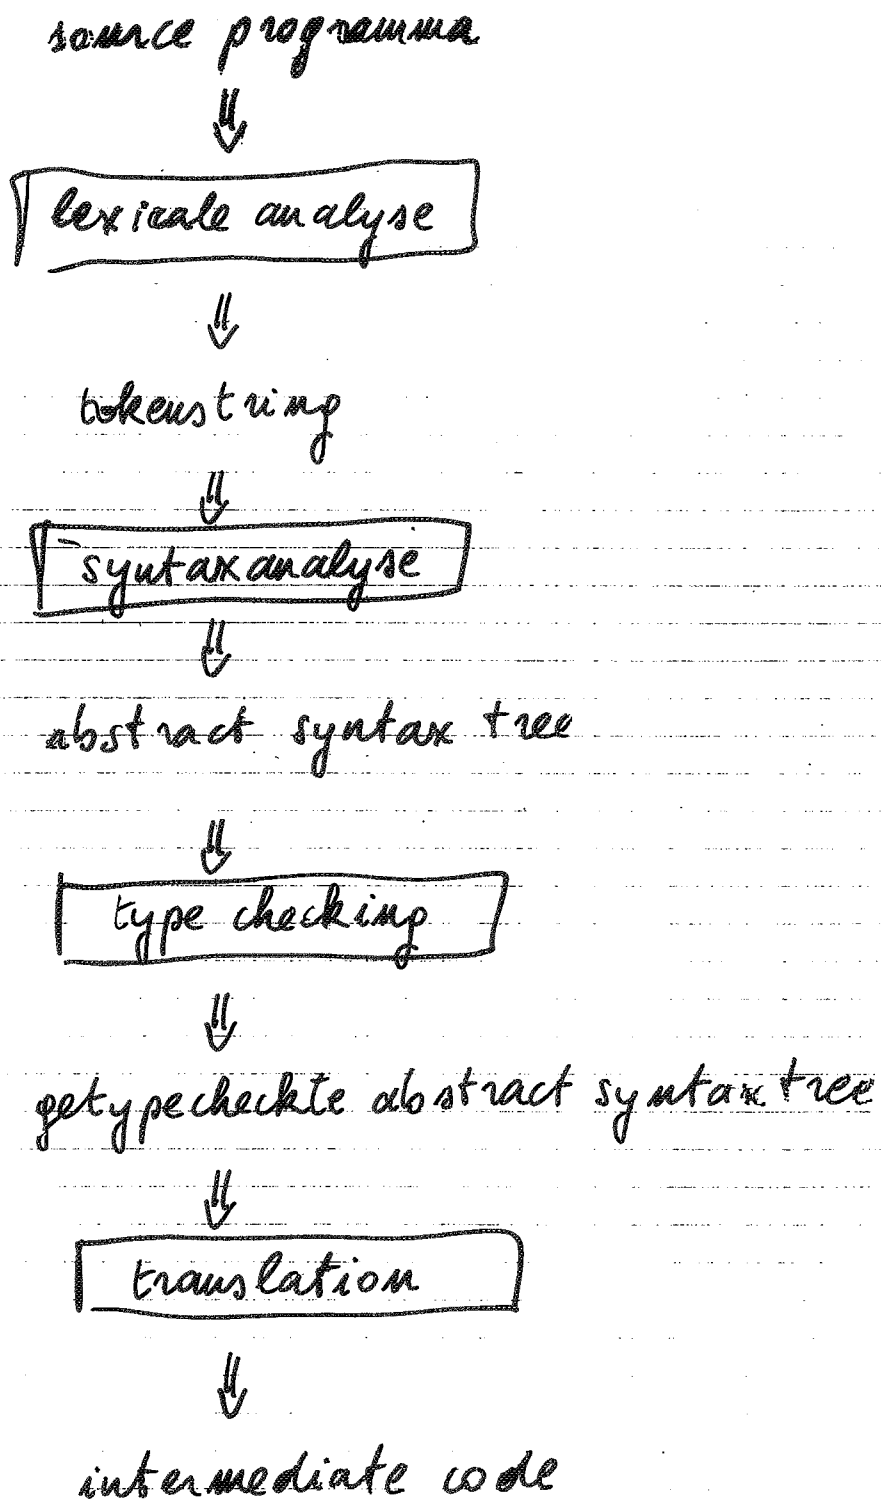 source programma
lexicale analyse
tokenstring
syntaxanalyse
abstract syntax tree
type checking
getypecheckte abstract syntax tree
translation
intermediate code